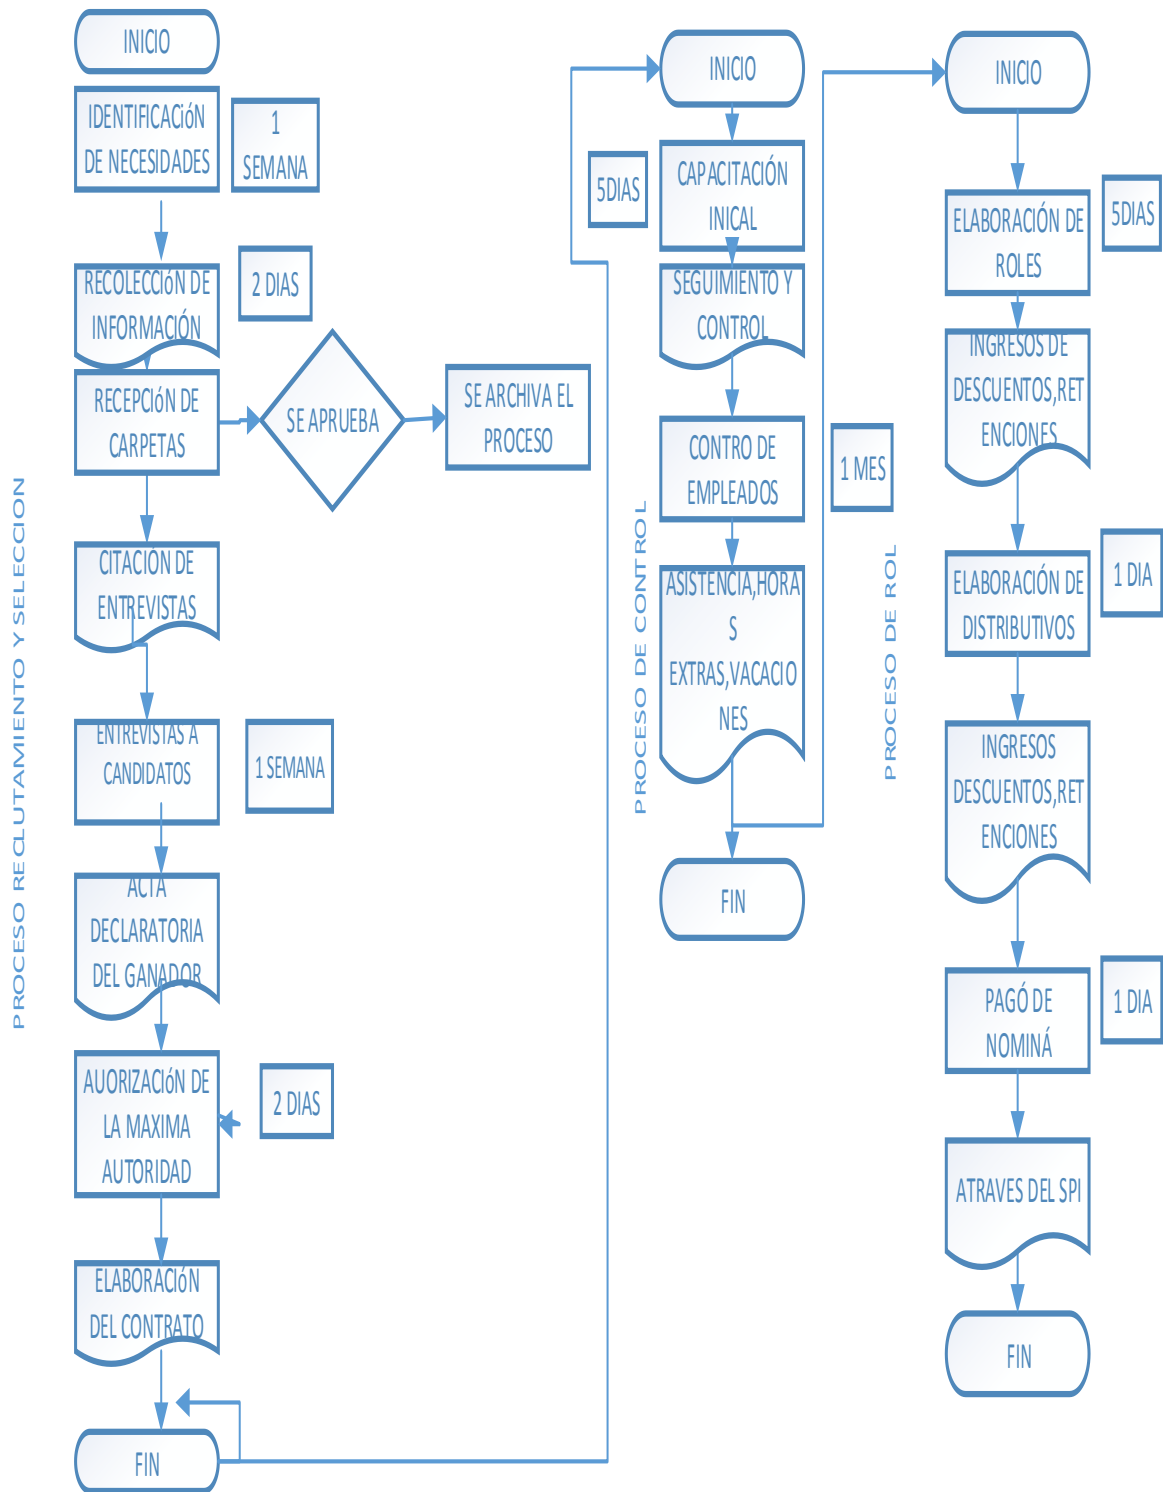 INICIO
IDENTIFICACIóN
DE NECESIDADES
1
SEMANA
RECOLECCIóN DE
INFORMACIÓN
2 DIAS
RECEPCIóN DE
CARPETAS
SE APRUEBA
SE ARCHIVA EL
PROCESO
CITACIÓN DE
ENTREVISTAS
ENTREVISTAS A
CANDIDATOS
1 SEMANA
ACTA
DECLARATORIA
DEL GANADOR
AUORIZACIóN DE
LA MAXIMA
AUTORIDAD
2 DIAS
ELABORACIóN
DEL CONTRATO
FIN
PROCESO RECLUTAMIENTO Y SELECCION
INICIO
5DIAS
CAPACITACIÓN
INICAL
SEGUIMIENTO Y
CONTROL
CONTRO DE
EMPLEADOS
1 MES
ASISTENCIA,HORA
S
EXTRAS,VACACIO
NES
FIN
PROCESO DE CONTROL
INICIO
ELABORACIÓN DE
ROLES
5DIAS
INGRESOS DE
DESCUENTOS,RET
ENCIONES
ELABORACIÓN DE
DISTRIBUTIVOS
1 DIA
INGRESOS
DESCUENTOS,RET
ENCIONES
PAGÓ DE
NOMINÁ
1 DIA
ATRAVES DEL SPI
FIN
PROCESO DE ROL